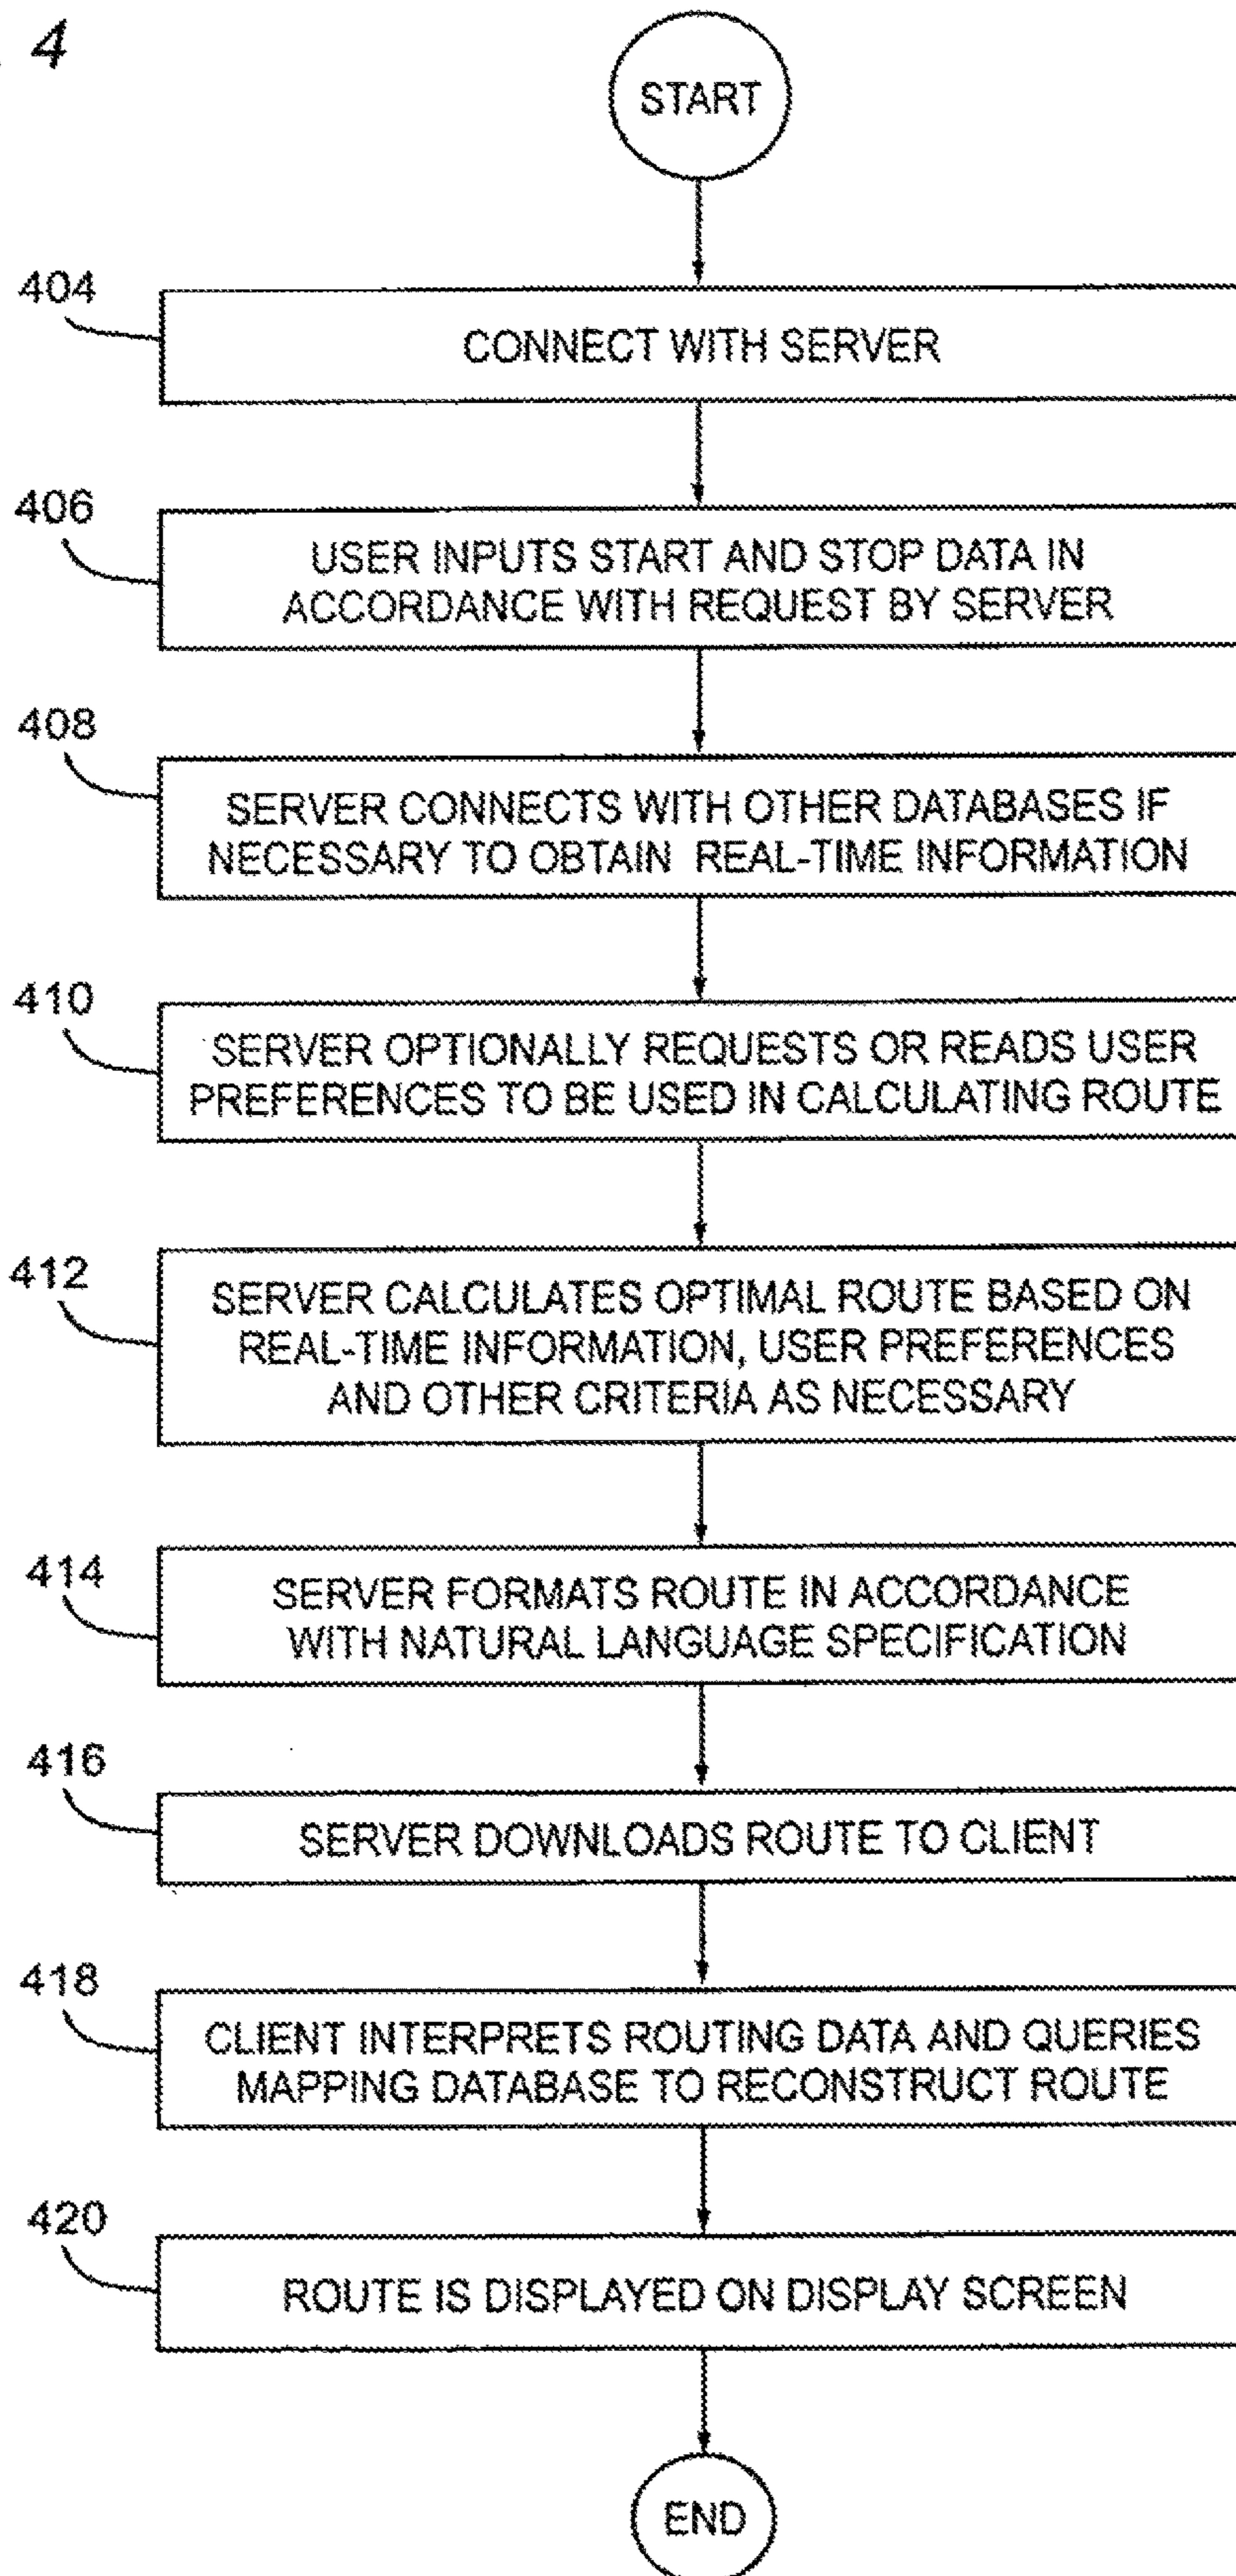 4
START
404
CONNECT WITH SERVER
406
USER INPUTS START AND STOP DATA IN
ACCORDANCE WITH REQUEST BY SERVER
408
SERVER CONNECTS WITH OTHER DATABASES IF
NECESSARY TO OBTAIN REAL-TIME INFORMATION
410
SERVER OPTIONALLY REQUESTS OR READS USER
PREFERENCES TO BE USED IN CALCULATING ROUTE
412
SERVER CALCULATES OPTIMAL ROUTE BASED ON
REAL-TIME INFORMATION, USER PREFERENCES
AND OTHER CRITERIA AS NECESSARY
414
SERVER FORMATS ROUTE IN ACCORDANCE
WITH NATURAL LANGUAGE SPECIFICATION
416
SERVER DOWNLOADS ROUTE TO CLIENT
418
CLIENT INTERPRETS ROUTING DATA AND QUERIES
MAPPING DATABASE TO RECONSTRUCT ROUTE
420
ROUTE IS DISPLAYED ON DISPLAY SCREEN
END